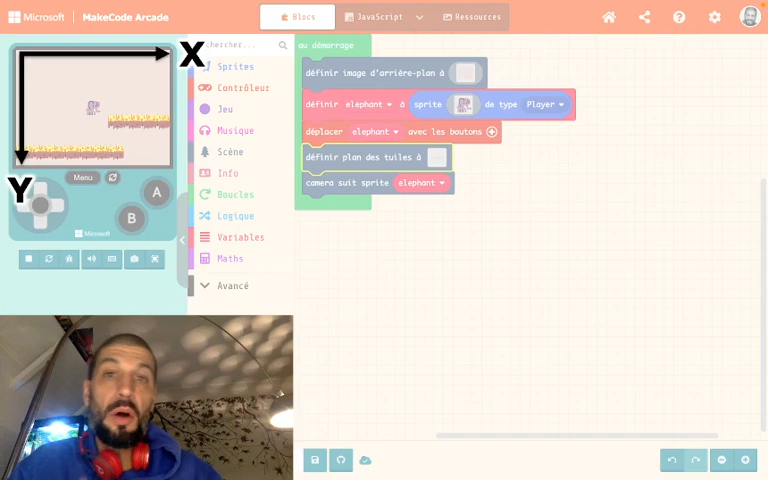 Microsoft
MakeCode Arcade
Blocs
JavaScript
Ressources
X
Y
Menu
A
B
Microsoft
chercher...
Sprites
Contrôleur
Jeu
Musique
Scène
Info
Boucles
Logique
Variables
Maths
Avancé
au démarrage
définir image d'arrière-plan à
définir elephant à sprite de type Player
déplacer elephant avec les boutons
définir plan des tuiles à
camera suit sprite elephant